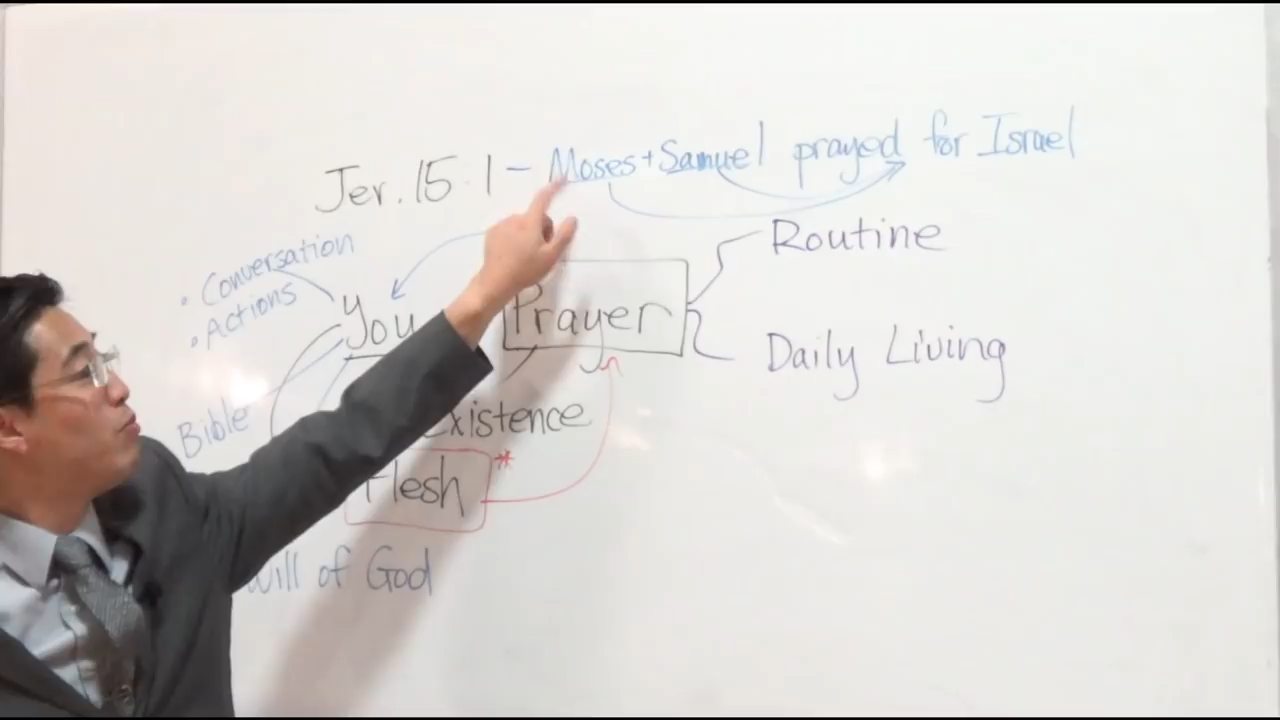 Jer. 15:1 - Moses + Samuel prayed for Israel
• Conversation
• Actions
You
Prayer
Routine
Daily Living
Bible
Existence
Flesh *
Will of God